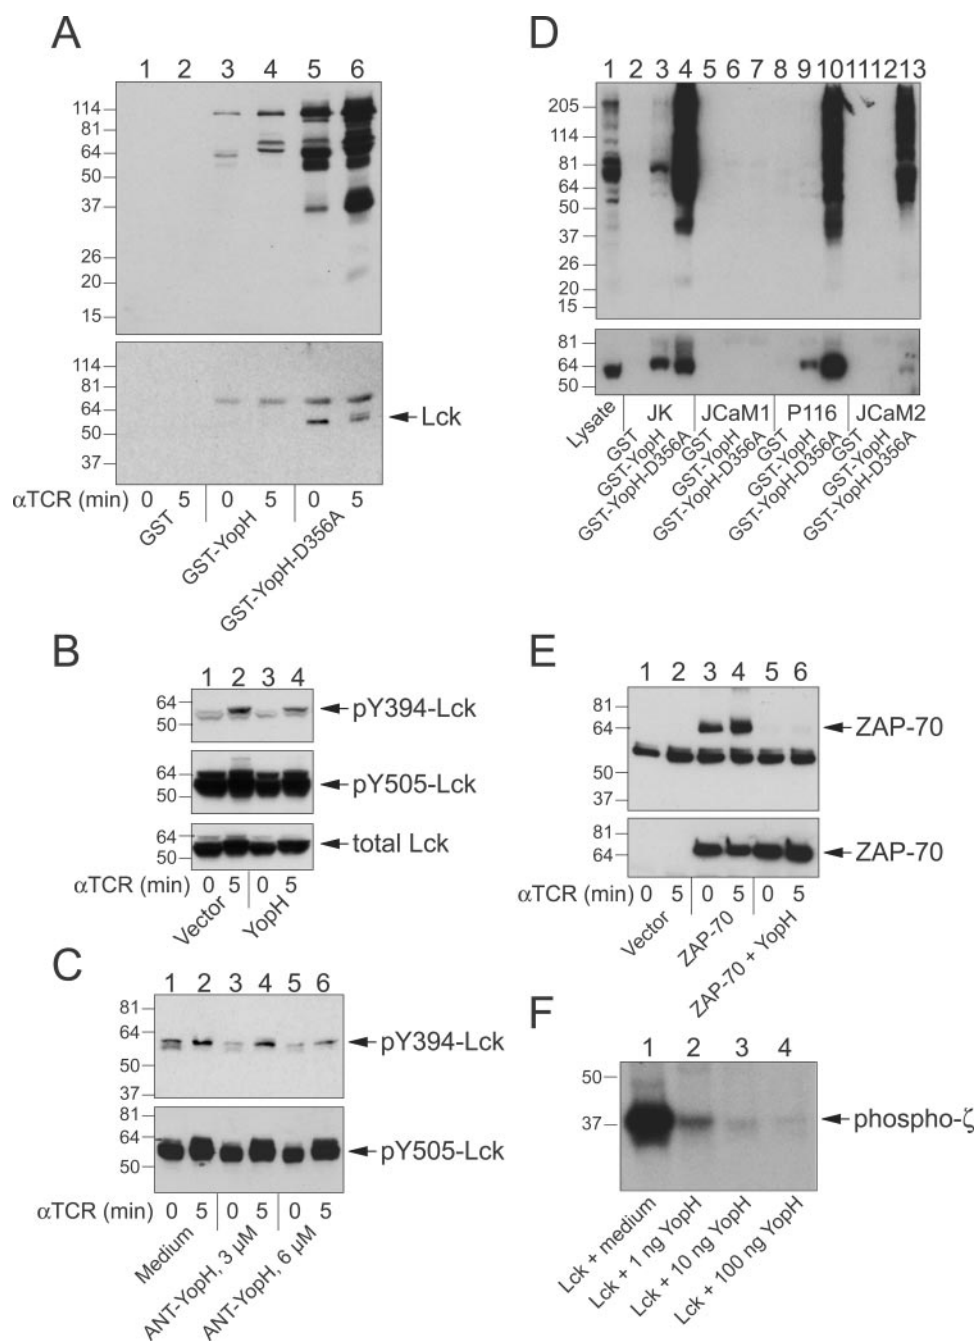 A
1 2 3 4 5 6
114
81
64
50
37
26
20
15
114
81
64
50
37
Lck
αTCR (min) 0 5 0 5 0 5
GST
GST-YopH
GST-YopH-D356A
B
1 2 3 4
64
50
pY394-Lck
64
50
pY505-Lck
64
50
total Lck
αTCR (min) 0 5 0 5
Vector
YopH
C
1 2 3 4 5 6
81
64
50
37
pY394-Lck
81
64
50
pY505-Lck
αTCR (min) 0 5 0 5 0 5
Medium
ANT-YopH, 3 μM
ANT-YopH, 6 μM
D
1 2 3 4 5 6 7 8 9 10 11 12 13
205
114
81
64
50
37
26
20
15
81
64
50
JK JCaM1 P116 JCaM2
Lysate
GST
GST-YopH
GST-YopH-D356A
GST
GST-YopH
GST-YopH-D356A
GST
GST-YopH
GST-YopH-D356A
GST
GST-YopH
GST-YopH-D356A
E
1 2 3 4 5 6
81
64
50
37
ZAP-70
81
64
ZAP-70
αTCR (min) 0 5 0 5 0 5
Vector
ZAP-70
ZAP-70 + YopH
F
1 2 3 4
50
37
phospho-ζ
Lck + medium
Lck + 1 ng YopH
Lck + 10 ng YopH
Lck + 100 ng YopH